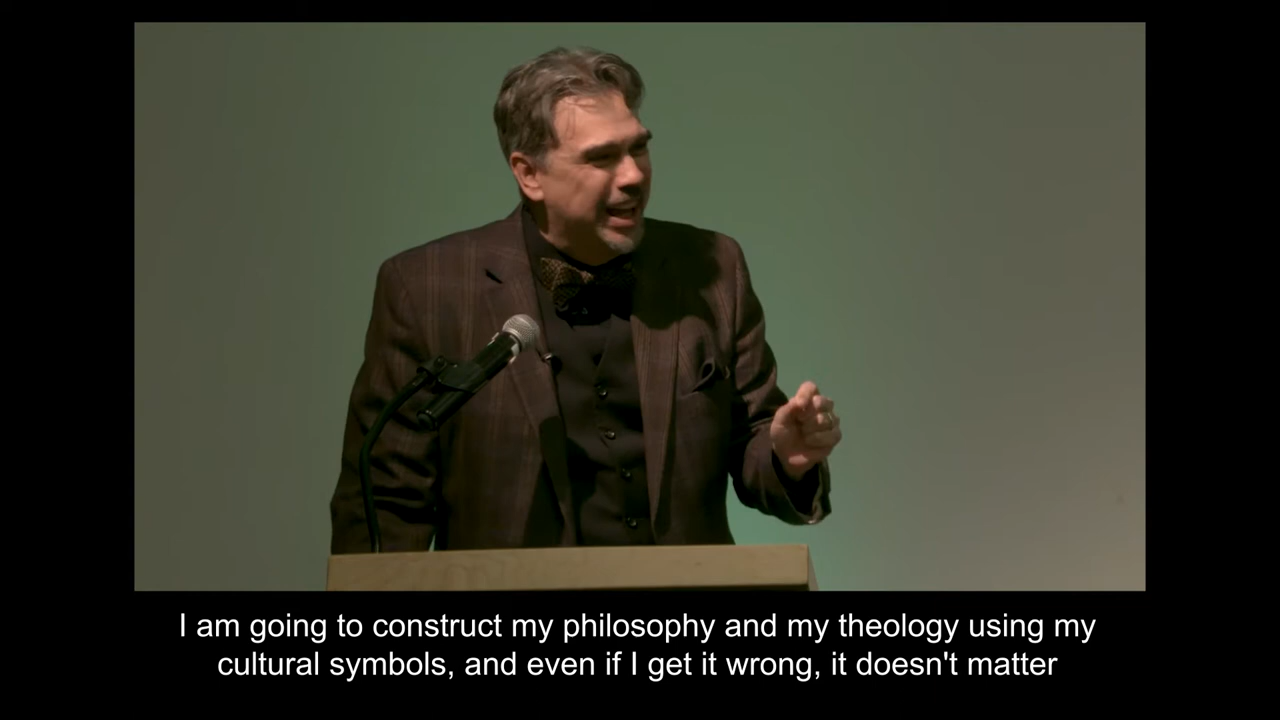 I am going to construct my philosophy and my theology using my
cultural symbols, and even if I get it wrong, it doesn't matter